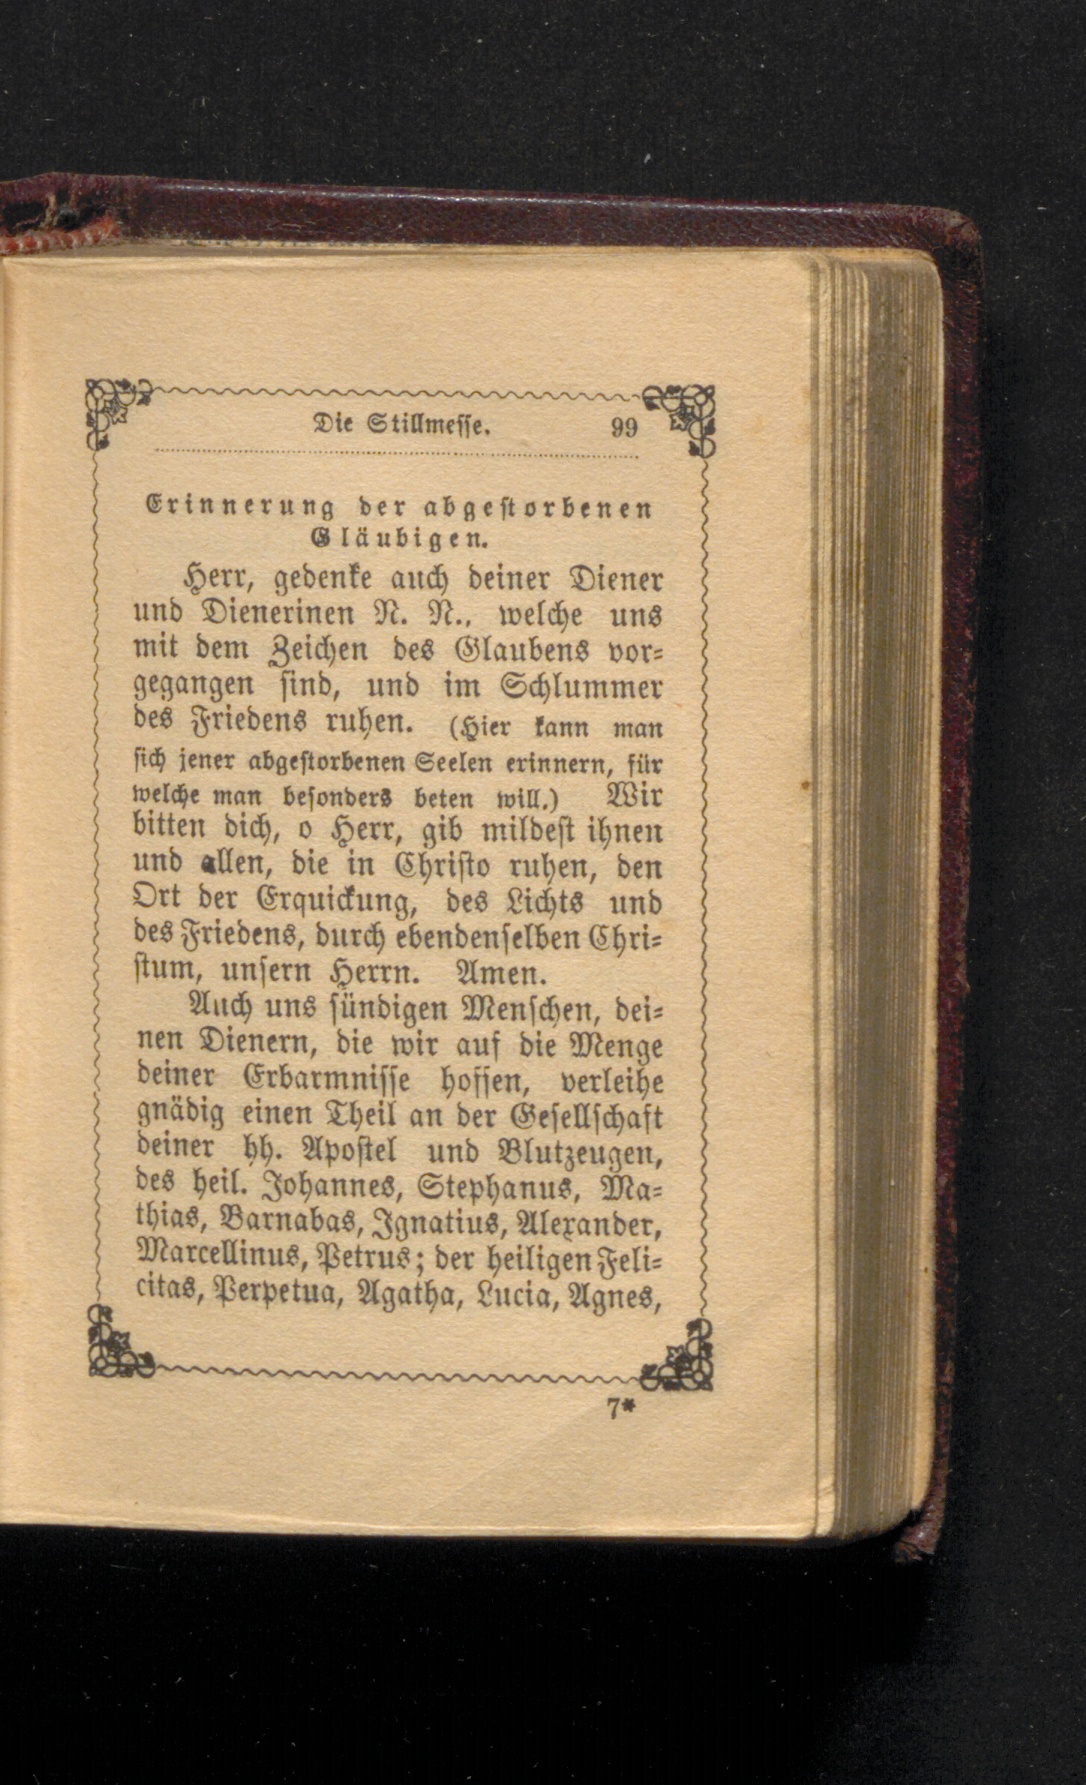 Die Stillmesse. 99
Erinnerung der abgestorbenen
Gläubigen.
Herr, gedenke auch deiner Diener
und Dienerinen N. N., welche uns
mit dem Zeichen des Glaubens vor-
gegangen sind, und im Schlummer
des Friedens ruhen. (Hier kann man
sich jener abgestorbenen Seelen erinnern, für
welche man besonders beten will.) Wir
bitten dich, o Herr, gib mildest ihnen
und allen, die in Christo ruhen, den
Ort der Erquickung, des Lichts und
des Friedens, durch ebendenselben Chri-
stum, unsern Herrn. Amen.
Auch uns sündigen Menschen, dei-
nen Dienern, die wir auf die Menge
deiner Erbarmnisse hoffen, verleihe
gnädig einen Theil an der Gesellschaft
deiner hh. Apostel und Blutzeugen,
des heil. Johannes, Stephanus, Ma-
thias, Barnabas, Ignatius, Alexander,
Marcellinus, Petrus; der heiligen Feli-
citas, Perpetua, Agatha, Lucia, Agnes,
7*